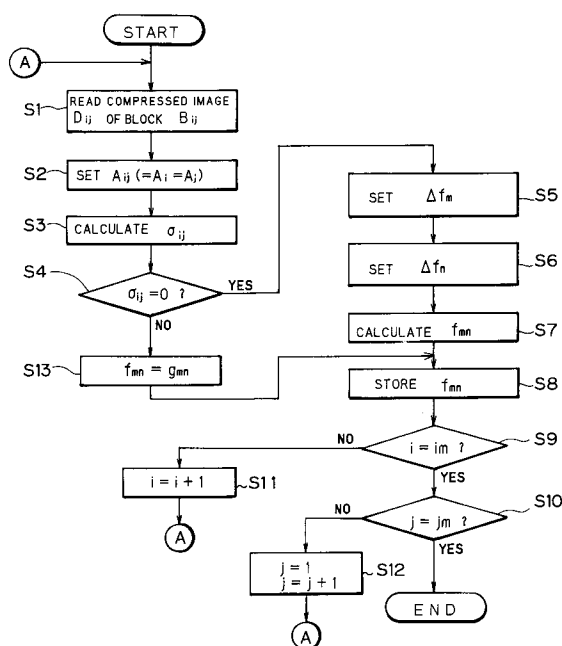 START
A
S1
READ COMPRESSED IMAGE
Dij OF BLOCK Bij
S2
SET Aij (=Ai =Aj)
S3
CALCULATE σij
S4
σij =0 ?
YES
NO
S13
fmn = gmn
SET Δfm
S5
SET Δfn
S6
CALCULATE fmn
S7
STORE fmn
S8
i = im ?
S9
NO
YES
i = i + 1
S11
A
j = jm ?
S10
NO
YES
j = 1
j = j + 1
S12
A
END